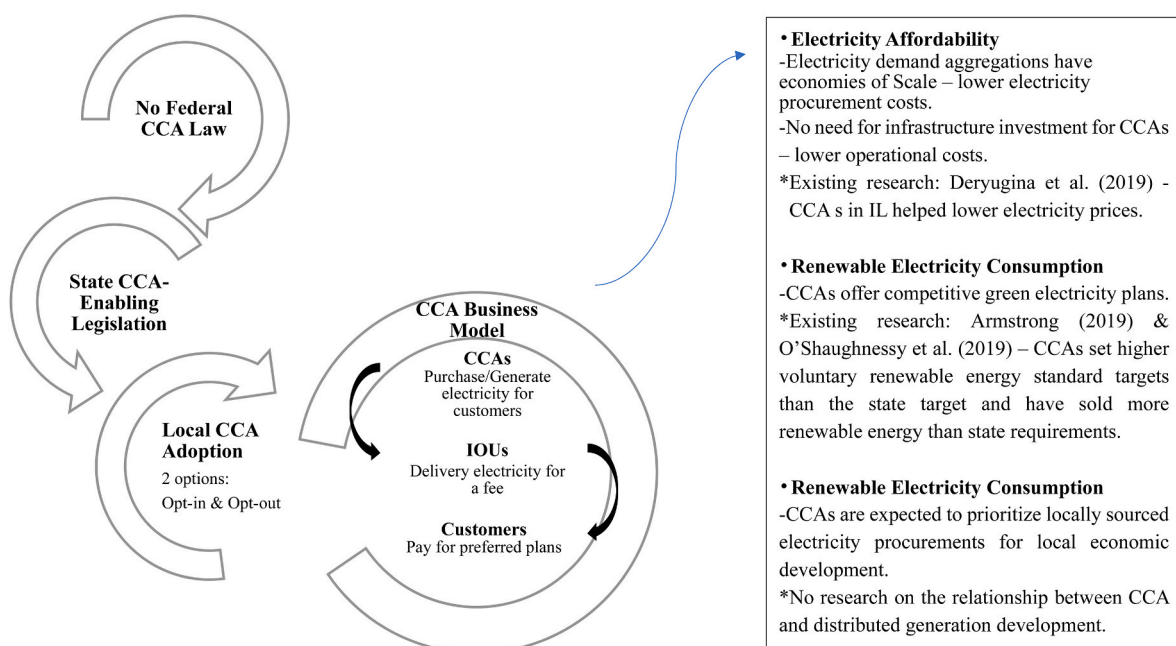 No Federal
CCA Law
State CCA-
Enabling
Legislation
Local CCA
Adoption
2 options:
Opt-in & Opt-out
CCA Business
Model
CCAs
Purchase/Generate
electricity for
customers
IOUs
Delivery electricity for
a fee
Customers
Pay for preferred plans
• Electricity Affordability
-Electricity demand aggregations have
economies of Scale – lower electricity
procurement costs.
-No need for infrastructure investment for CCAs
– lower operational costs.
*Existing research: Deryugina et al. (2019) -
CCA s in IL helped lower electricity prices.
• Renewable Electricity Consumption
-CCAs offer competitive green electricity plans.
*Existing research: Armstrong (2019) &
O’Shaughnessy et al. (2019) – CCAs set higher
voluntary renewable energy standard targets
than the state target and have sold more
renewable energy than state requirements.
• Renewable Electricity Consumption
-CCAs are expected to prioritize locally sourced
electricity procurements for local economic
development.
*No research on the relationship between CCA
and distributed generation development.